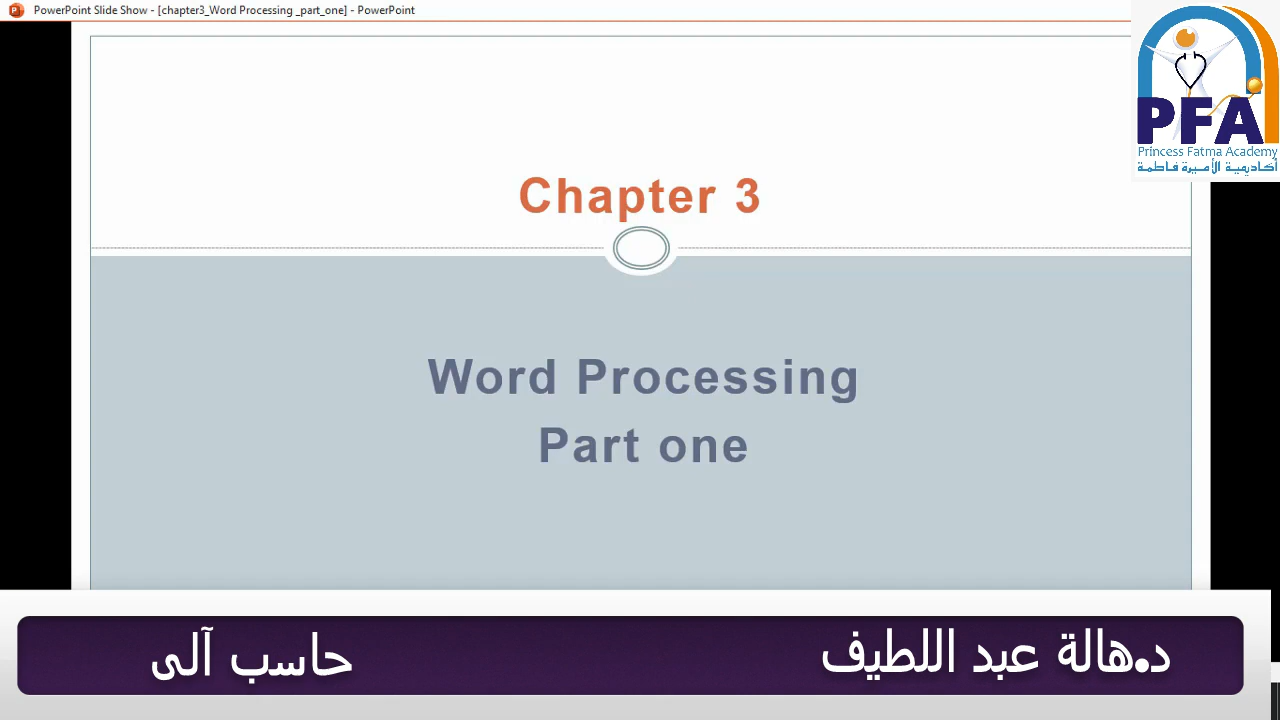 PowerPoint Slide Show - [chapter3_Word Processing _part_one] - PowerPoint
PFA
Princess Fatma Academy
أكاديمية الأميرة فاطمة
Chapter 3
Word Processing
Part one
د.هالة عبد اللطيف
حاسب آلى